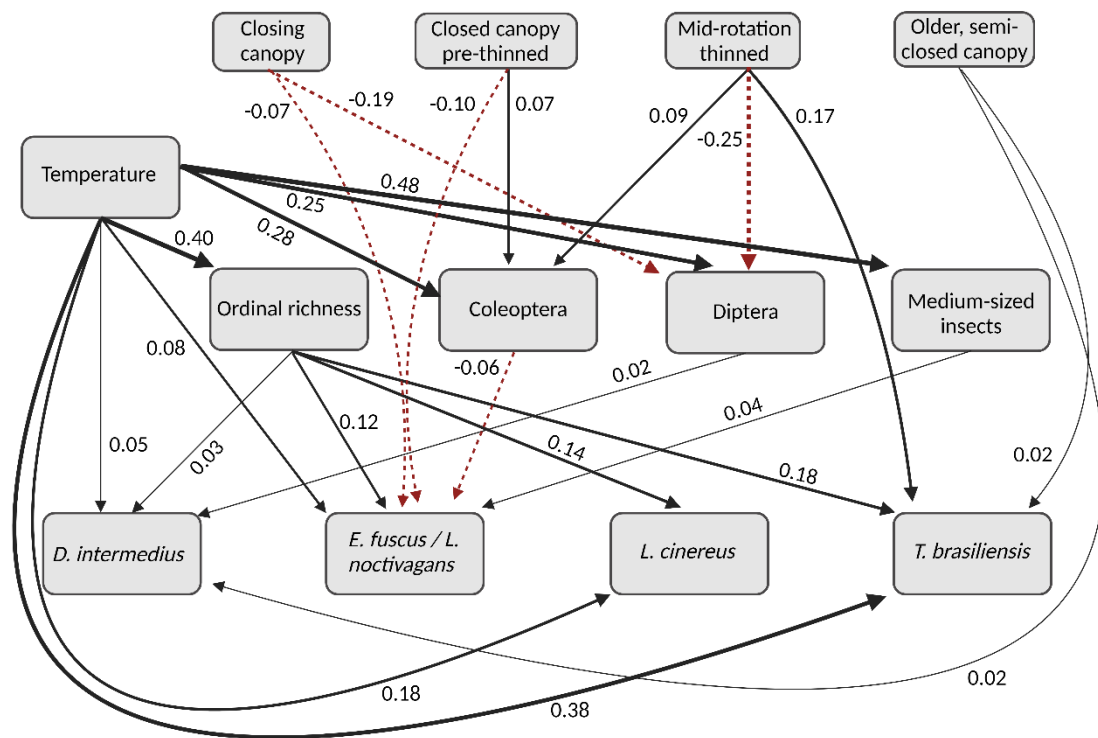 Closing
canopy
Closed canopy
pre-thinned
Mid-rotation
thinned
Older, semi-
closed canopy
-0.07
-0.19
-0.10
0.07
0.09
-0.25
0.17
Temperature
0.48
0.25
0.28
0.40
Ordinal richness
Coleoptera
Diptera
Medium-sized
insects
0.08
-0.06
0.02
0.04
0.12
0.14
0.05
0.03
0.18
0.02
D. intermedius
E. fuscus / L.
noctivagans
L. cinereus
T. brasiliensis
0.18
0.38
0.02